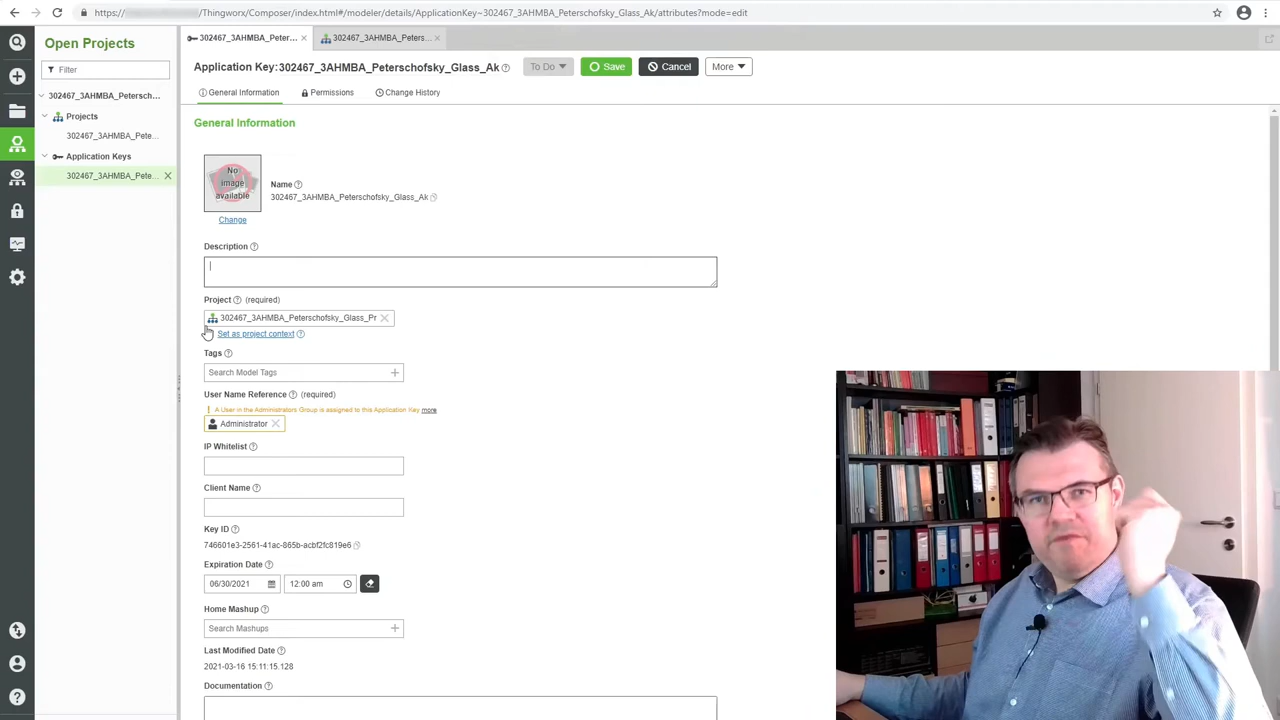 https://
/Thingworx/Composer/index.html#/modeler/details/ApplicationKey~302467_3AHMBA_Peterschofsky_Glass_Ak/attributes?mode=edit
Open Projects
Filter
302467_3AHMBA_Petersch...
Projects
302467_3AHMBA_Pete...
Application Keys
302467_3AHMBA_Pete...
302467_3AHMBA_Peter...
302467_3AHMBA_Peters...
Application Key:302467_3AHMBA_Peterschofsky_Glass_Ak
To Do
Save
Cancel
More
General Information
Permissions
Change History
General Information
No
image
available
Change
Name
302467_3AHMBA_Peterschofsky_Glass_Ak
Description
Project (required)
302467_3AHMBA_Peterschofsky_Glass_Pr
Set as project context
Tags
Search Model Tags
User Name Reference (required)
! A User in the Administrators Group is assigned to this Application Key more
Administrator
IP Whitelist
Client Name
Key ID
746601e3-2561-41ac-865b-acbf2fc819e6
Expiration Date
06/30/2021
12:00 am
Home Mashup
Search Mashups
Last Modified Date
2021-03-16 15:11:15.128
Documentation